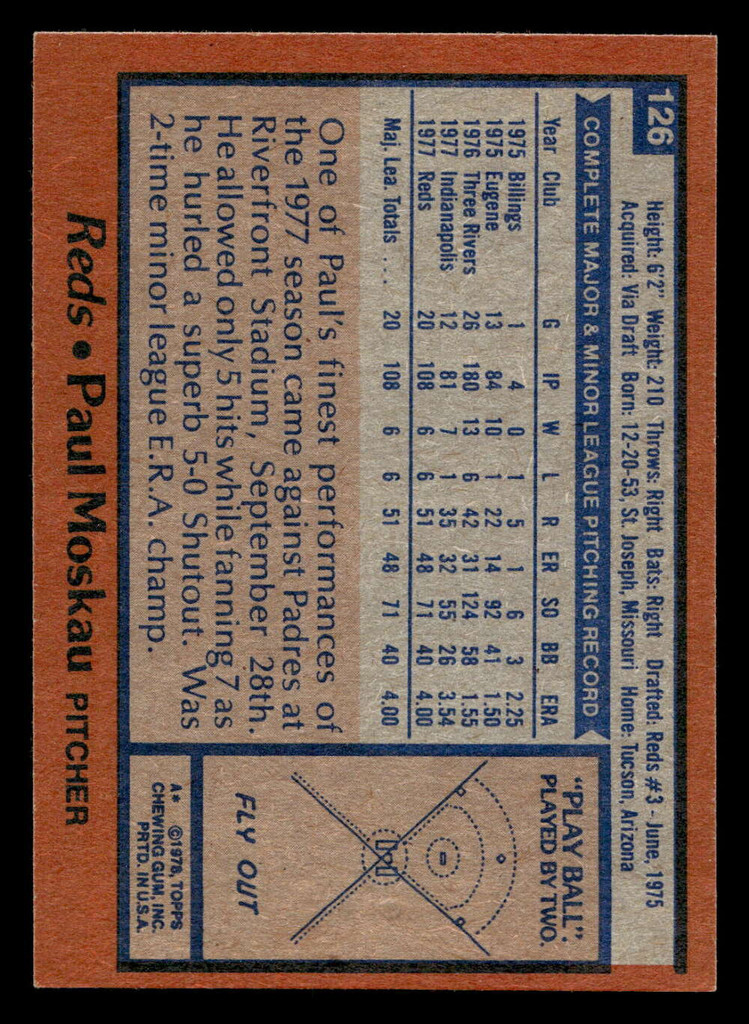 126
Height: 6'2" Weight: 210 Throws: Right Bats: Right Drafted: Reds #3 - June, 1975
Acquired: Via Draft Born: 12-20-53, St. Joseph, Missouri Home: Tucson, Arizona
COMPLETE MAJOR & MINOR LEAGUE PITCHING RECORD
Year Club G IP W L R ER SO BB ERA
1975 Billings 1 4 0 1 5 1 6 3 2.25
1975 Eugene 13 84 10 1 22 14 92 41 1.50
1976 Three Rivers 26 180 13 6 42 31 124 58 1.55
1977 Indianapolis 12 81 7 1 35 32 55 26 3.54
1977 Reds 20 108 6 6 51 48 71 40 4.00
Maj. Lea. Totals ... 20 108 6 6 51 48 71 40 4.00
One of Paul's finest performances of
the 1977 season came against Padres at
Riverfront Stadium, September 28th.
He allowed only 5 hits while fanning 7 as
he hurled a superb 5-0 Shutout. Was
2-time minor league E.R.A. champ.
"PLAY BALL":
PLAYED BY TWO.
FLY OUT
A* ©1978, TOPPS
CHEWING GUM, INC.
PRTD. IN U.S.A.
Reds • Paul Moskau PITCHER